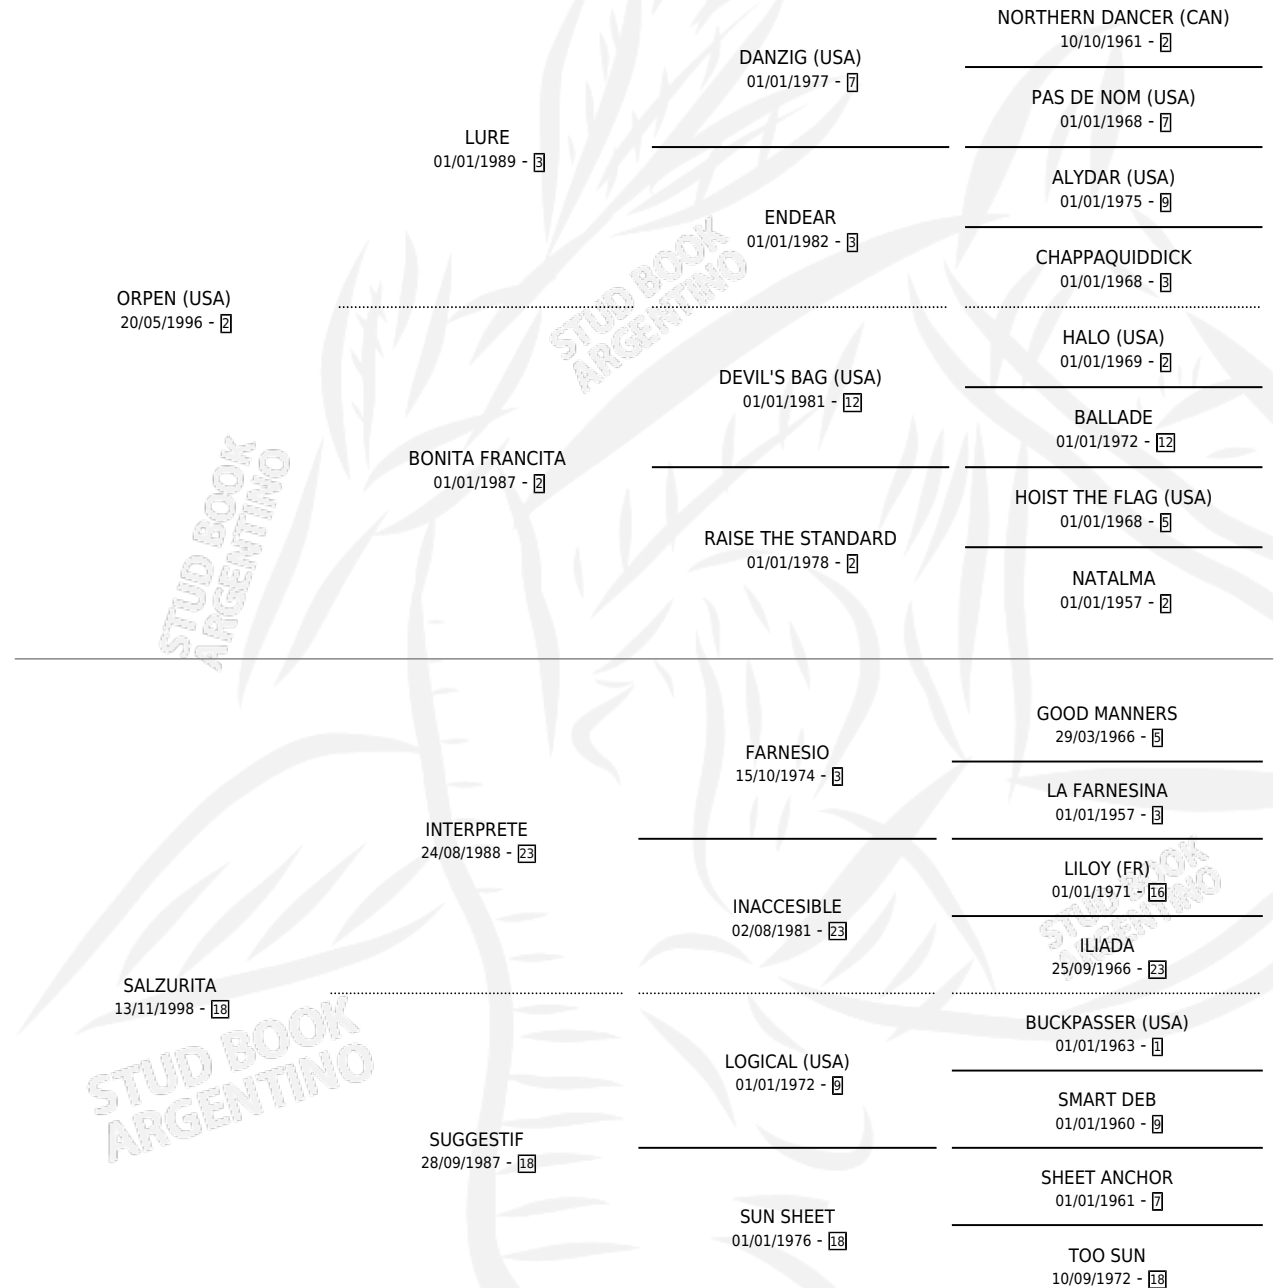 NORTHERN DANCER (CAN)
10/10/1961 - 2
DANZIG (USA)
01/01/1977 - 7
PAS DE NOM (USA)
01/01/1968 - 7
LURE
01/01/1989 - 3
ALYDAR (USA)
01/01/1975 - 9
ENDEAR
01/01/1982 - 3
CHAPPAQUIDDICK
01/01/1968 - 3
ORPEN (USA)
20/05/1996 - 2
STUD BOOK
ARGENTINO
HALO (USA)
01/01/1969 - 2
DEVIL'S BAG (USA)
01/01/1981 - 12
BALLADE
01/01/1972 - 12
BONITA FRANCITA
01/01/1987 - 2
HOIST THE FLAG (USA)
01/01/1968 - 5
RAISE THE STANDARD
01/01/1978 - 2
NATALMA
01/01/1957 - 2
STUD BOOK
ARGENTINO
GOOD MANNERS
29/03/1966 - 5
FARNESIO
15/10/1974 - 3
LA FARNESINA
01/01/1957 - 3
INTERPRETE
24/08/1988 - 23
LILOY (FR)
01/01/1971 - 16
INACCESIBLE
02/08/1981 - 23
STUD BOOK
ARGENTINO
ILIADA
25/09/1966 - 23
SALZURITA
13/11/1998 - 18
STUD BOOK
ARGENTINO
BUCKPASSER (USA)
01/01/1963 - 1
LOGICAL (USA)
01/01/1972 - 9
SMART DEB
01/01/1960 - 9
SUGGESTIF
28/09/1987 - 18
SHEET ANCHOR
01/01/1961 - 7
SUN SHEET
01/01/1976 - 18
TOO SUN
10/09/1972 - 18